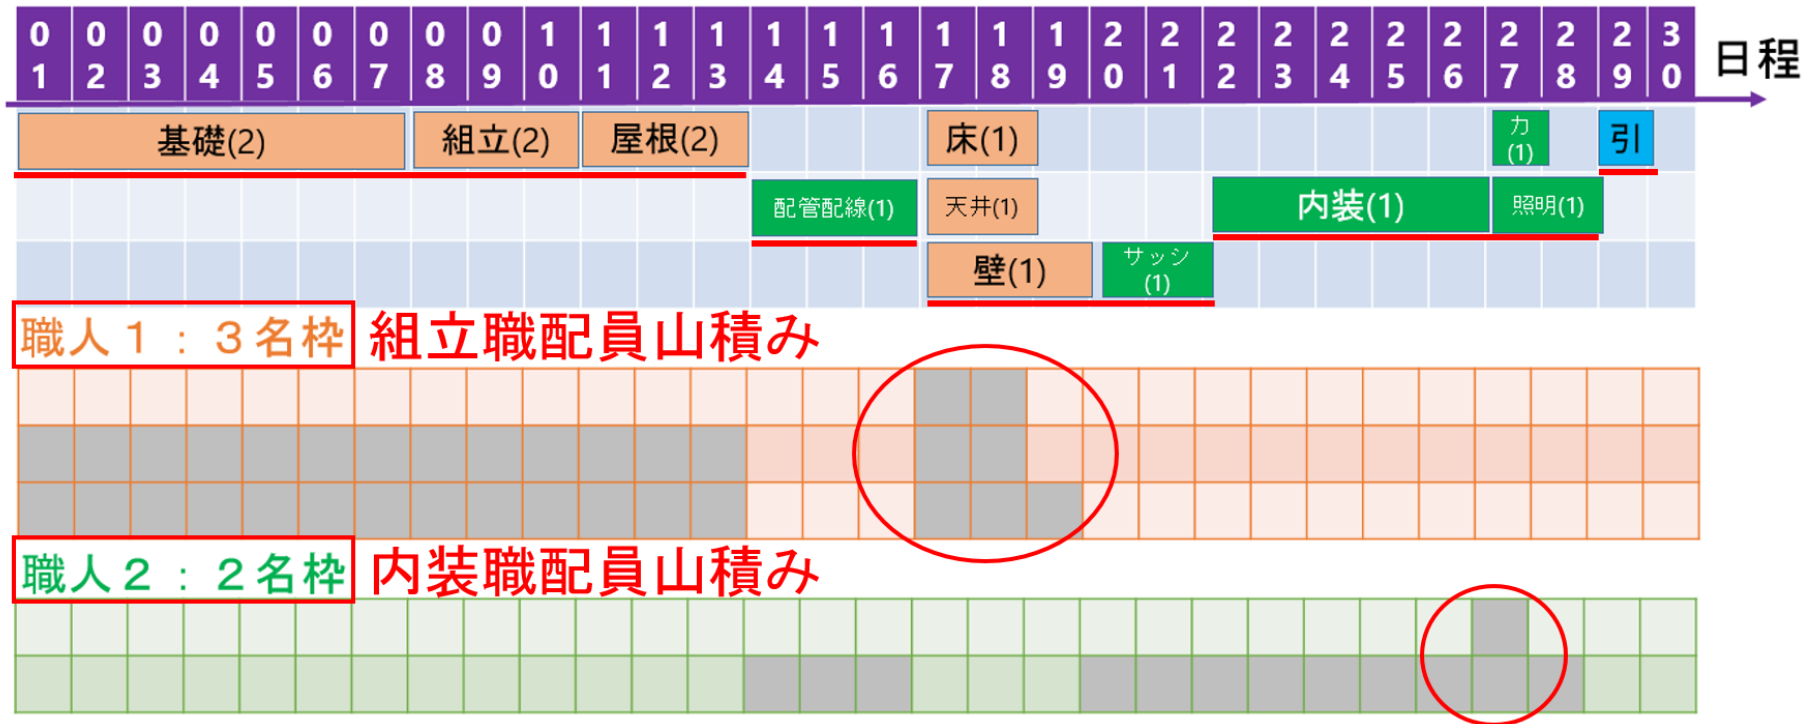 01 02 03 04 05 06 07 08 09 10 11 12 13 14 15 16 17 18 19 20 21 22 23 24 25 26 27 28 29 30 日程
基礎(2) 組立(2) 屋根(2) 床(1) カ(1) 引
配管配線(1) 天井(1) 内装(1) 照明(1)
壁(1) サッシ(1)
職人1:3名枠 組立職配員山積み
職人2:2名枠 内装職配員山積み